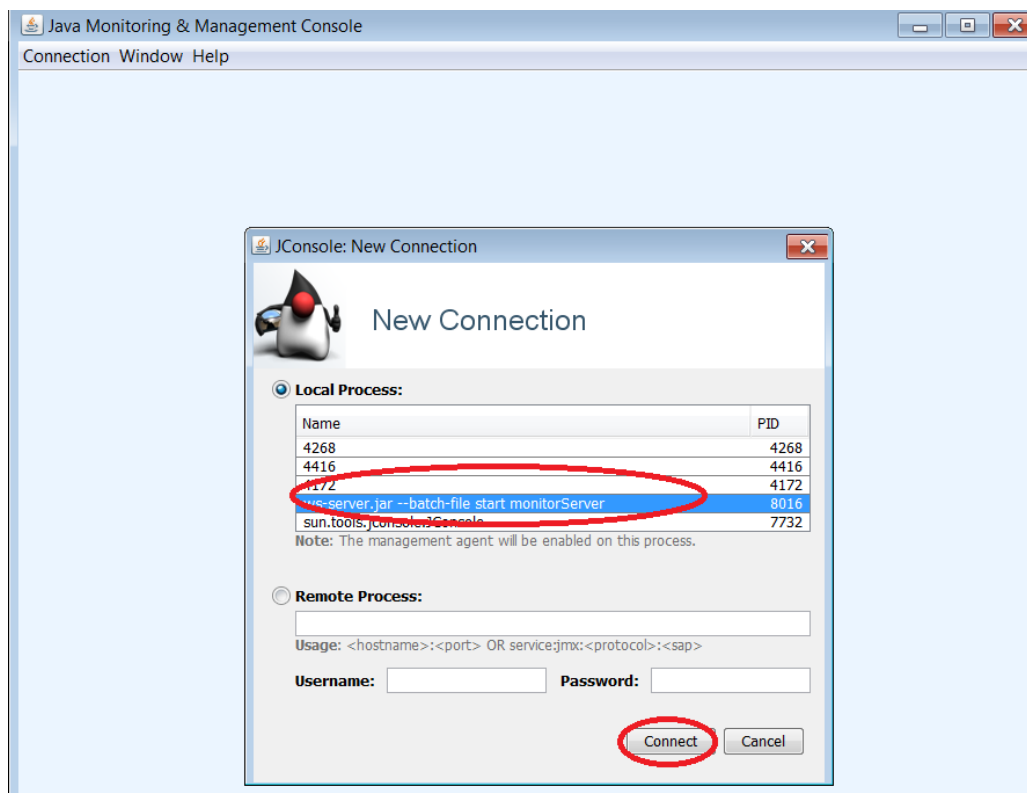 Java Monitoring & Management Console
Connection Window Help
JConsole: New Connection
New Connection
Local Process:
Name PID
4268 4268
4416 4416
4172 4172
ws-server.jar --batch-file start monitorServer 8016
sun.tools.jconsole.JConsole 7732
Note: The management agent will be enabled on this process.
Remote Process:
Usage: <hostname>:<port> OR service:jmx:<protocol>:<sap>
Username: Password:
Connect Cancel